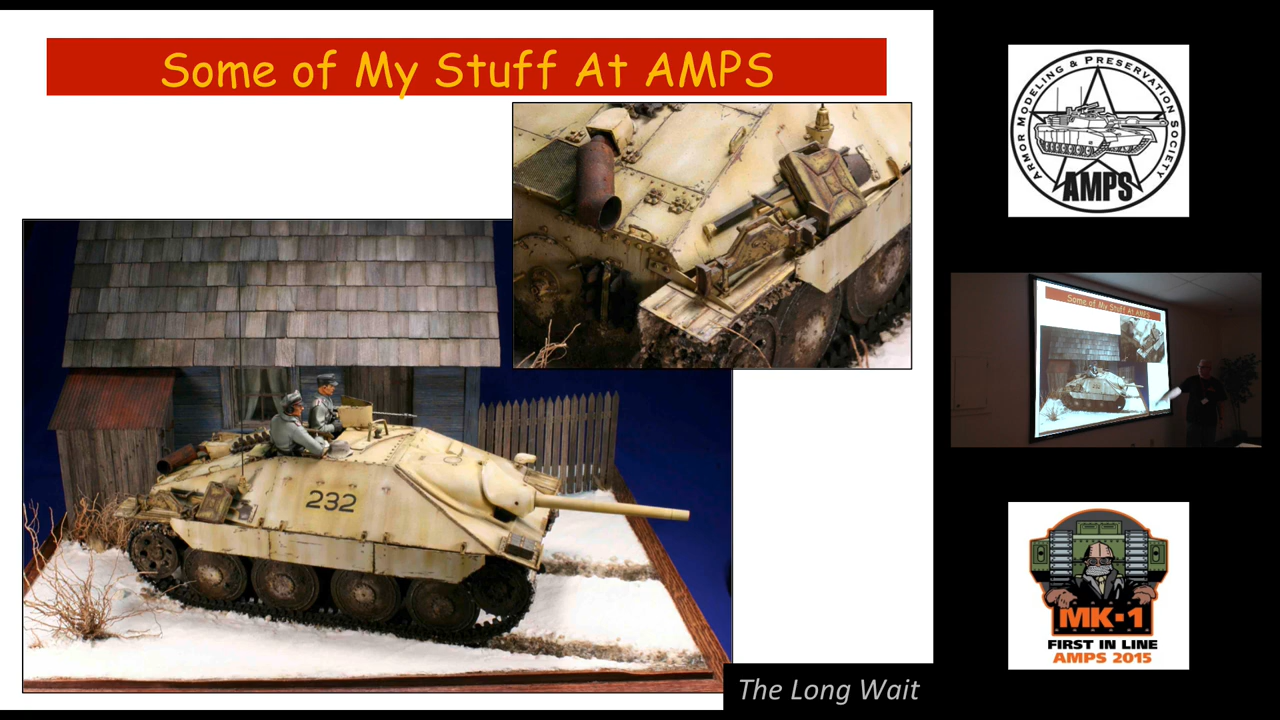 Some of My Stuff At AMPS
232
The Long Wait
ARMOR MODELING & PRESERVATION SOCIETY
AMPS
Some of My Stuff At AMPS
232
MK-1
FIRST IN LINE
AMPS 2015